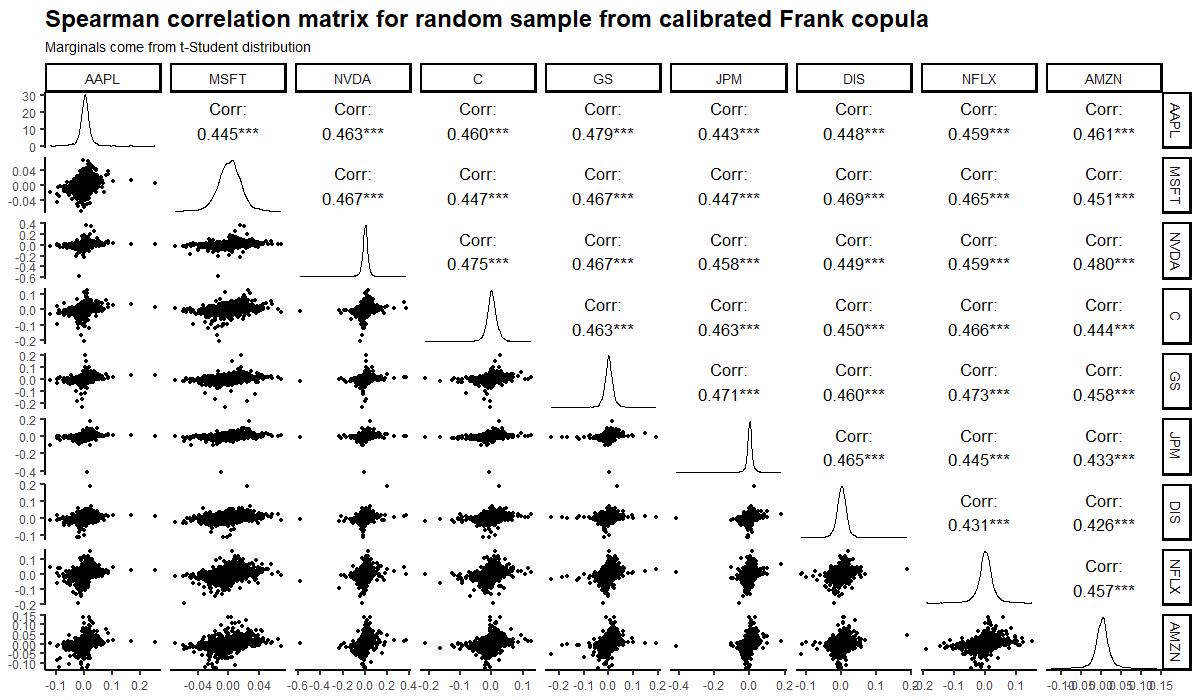 Spearman correlation matrix for random sample from calibrated Frank copula
Marginals come from t-Student distribution
AAPL MSFT NVDA C GS JPM DIS NFLX AMZN
30
20
10
0
Corr: Corr: Corr: Corr: Corr: Corr: Corr: Corr:
0.445*** 0.463*** 0.460*** 0.479*** 0.443*** 0.448*** 0.459*** 0.461***
AAPL
0.04
0.00
-0.04
Corr: Corr: Corr: Corr: Corr: Corr: Corr:
0.467*** 0.447*** 0.467*** 0.447*** 0.469*** 0.465*** 0.451***
MSFT
0.4
0.2
0.0
-0.2
-0.4
-0.6
Corr: Corr: Corr: Corr: Corr: Corr:
0.475*** 0.467*** 0.458*** 0.449*** 0.459*** 0.480***
NVDA
0.1
0.0
-0.1
-0.2
Corr: Corr: Corr: Corr: Corr:
0.463*** 0.463*** 0.450*** 0.466*** 0.444***
C
0.2
0.1
0.0
-0.1
-0.2
Corr: Corr: Corr: Corr:
0.471*** 0.460*** 0.473*** 0.458***
GS
0.2
0.0
-0.2
-0.4
Corr: Corr: Corr:
0.465*** 0.445*** 0.433***
JPM
0.2
0.1
0.0
-0.1
Corr: Corr:
0.431*** 0.426***
DIS
0.1
0.0
-0.1
-0.2
Corr:
0.457***
NFLX
0.15
0.10
0.05
0.00
-0.05
-0.10
AMZN
-0.1 0.0 0.1 0.2 -0.04 0.00 0.04 -0.6 -0.4 -0.2 0.0 0.2 0.4 -0.2 -0.1 0.0 0.1 -0.2 -0.1 0.0 0.1 0.2 -0.4 -0.2 0.0 0.2 -0.1 0.0 0.1 0.2 -0.2 -0.1 0.0 0.1 -0.10 -0.05 0.00 0.05 0.10 0.15